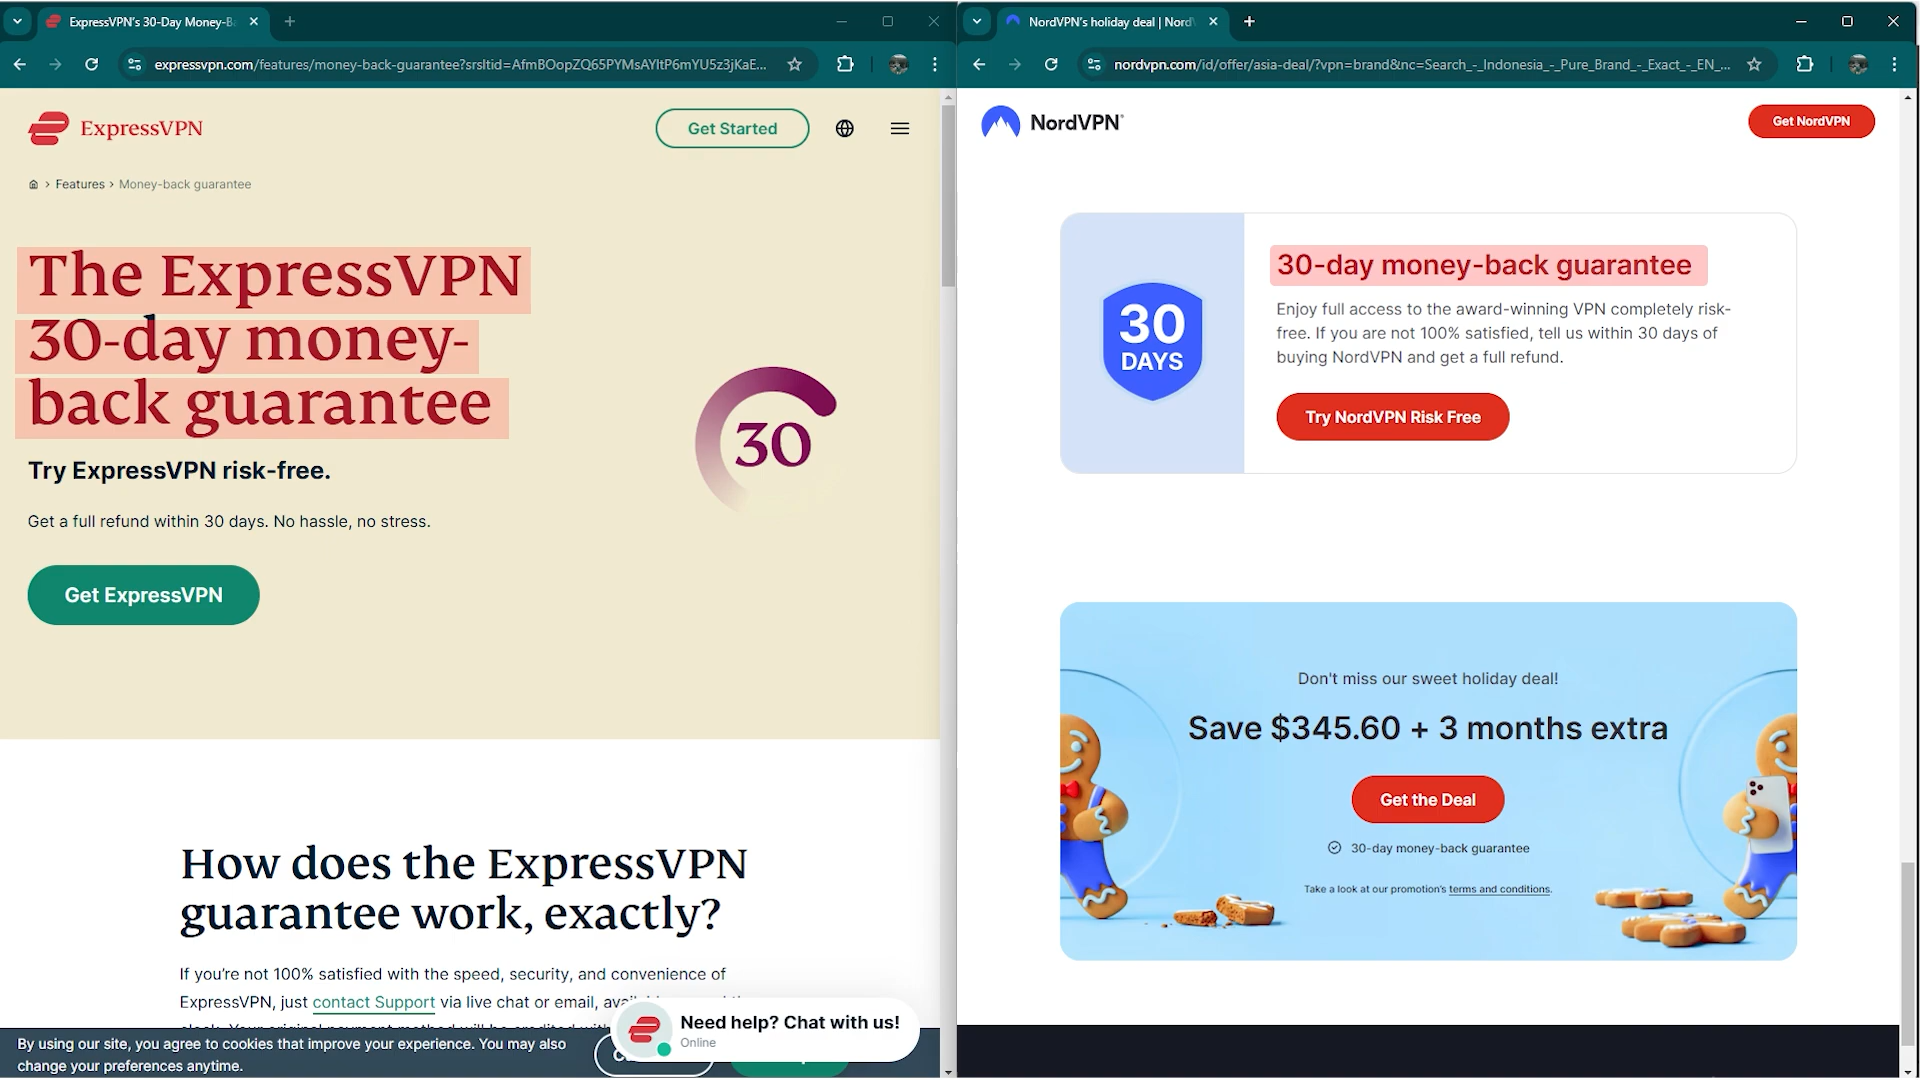 ExpressVPN's 30-Day Money-B
expressvpn.com/features/money-back-guarantee?srsltid=AfmBOopZQ65PYMsAYltP6mYU5z3jKaE...
ExpressVPN
Get Started
Features > Money-back guarantee
The ExpressVPN
30-day money-
back guarantee
Try ExpressVPN risk-free.
Get a full refund within 30 days. No hassle, no stress.
Get ExpressVPN
30
How does the ExpressVPN
guarantee work, exactly?
If you're not 100% satisfied with the speed, security, and convenience of
ExpressVPN, just contact Support via live chat or email,
Need help? Chat with us!
Online
By using our site, you agree to cookies that improve your experience. You may also
change your preferences anytime.
NordVPN's holiday deal | Nord
nordvpn.com/id/offer/asia-deal/?vpn=brand&nc=Search_-_Indonesia_-_Pure_Brand_-_Exact_-_EN_...
NordVPN
Get NordVPN
30
DAYS
30-day money-back guarantee
Enjoy full access to the award-winning VPN completely risk-
free. If you are not 100% satisfied, tell us within 30 days of
buying NordVPN and get a full refund.
Try NordVPN Risk Free
Don't miss our sweet holiday deal!
Save $345.60 + 3 months extra
Get the Deal
30-day money-back guarantee
Take a look at our promotion's terms and conditions.